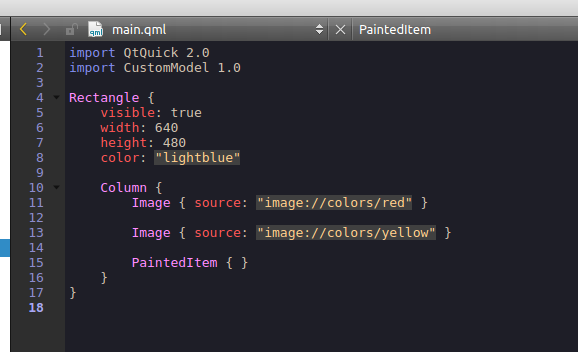 main.qml PaintedItem
1 import QtQuick 2.0
2 import CustomModel 1.0
3
4 Rectangle {
5     visible: true
6     width: 640
7     height: 480
8     color: "lightblue"
9
10     Column {
11         Image { source: "image://colors/red" }
12
13         Image { source: "image://colors/yellow" }
14
15         PaintedItem { }
16     }
17 }
18